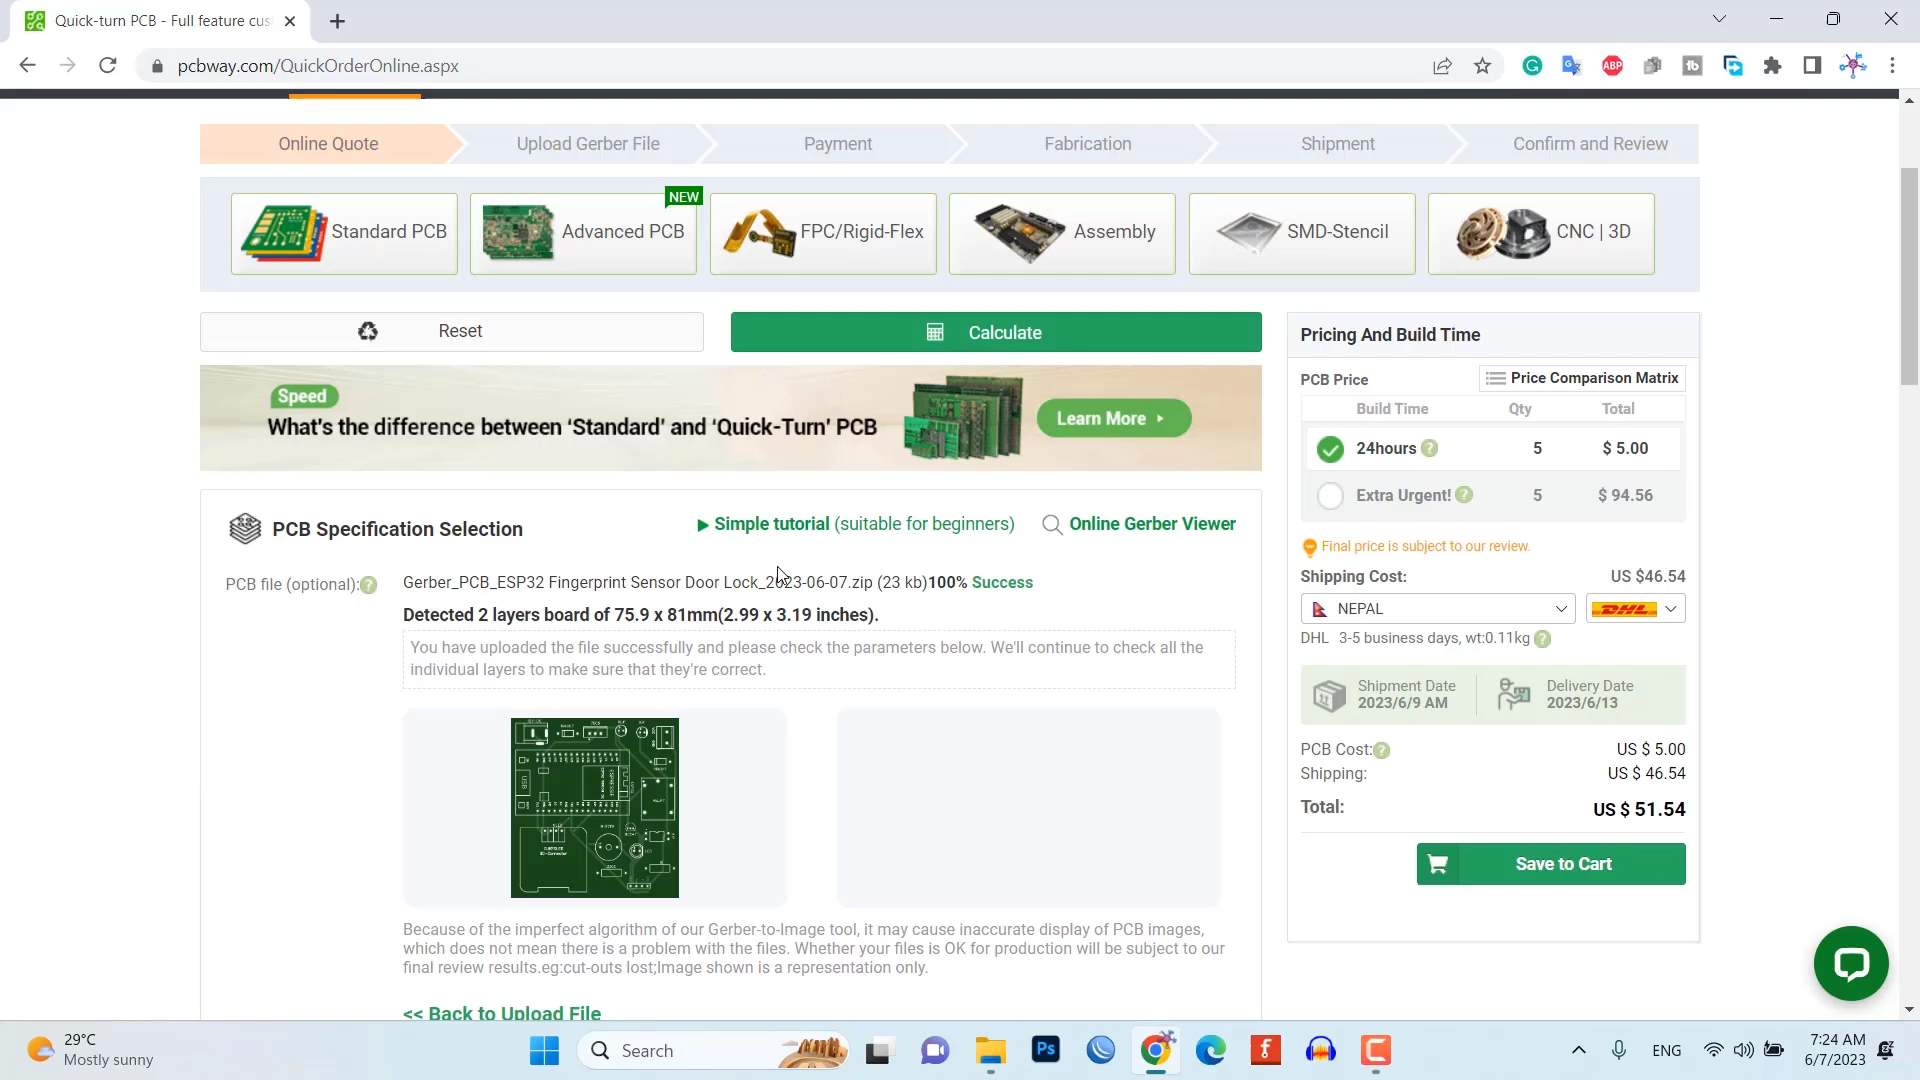 Quick-turn PCB - Full feature cus
pcbway.com/QuickOrderOnline.aspx
Online Quote
Upload Gerber File
Payment
Fabrication
Shipment
Confirm and Review
Standard PCB
NEW
Advanced PCB
FPC/Rigid-Flex
Assembly
SMD-Stencil
CNC | 3D
Reset
Calculate
Speed
What's the difference between ‘Standard’ and ‘Quick-Turn’ PCB
Learn More
PCB Specification Selection
Simple tutorial (suitable for beginners)
Online Gerber Viewer
PCB file (optional):
Gerber_PCB_ESP32 Fingerprint Sensor Door Lock_2023-06-07.zip (23 kb)100% Success
Detected 2 layers board of 75.9 x 81mm(2.99 x 3.19 inches).
You have uploaded the file successfully and please check the parameters below. We'll continue to check all the
individual layers to make sure that they're correct.
Because of the imperfect algorithm of our Gerber-to-Image tool, it may cause inaccurate display of PCB images,
which does not mean there is a problem with the files. Whether your files is OK for production will be subject to our
final review results.eg:cut-outs lost;Image shown is a representation only.
<< Back to Upload File
Pricing And Build Time
PCB Price
Price Comparison Matrix
Build Time Qty Total
24hours ? 5 $ 5.00
Extra Urgent! ? 5 $ 94.56
Final price is subject to our review.
Shipping Cost: US $46.54
NEPAL
DHL
DHL 3-5 business days, wt:0.11kg ?
Shipment Date
2023/6/9 AM
Delivery Date
2023/6/13
PCB Cost: ? US $ 5.00
Shipping: US $ 46.54
Total: US $ 51.54
Save to Cart
29°C
Mostly sunny
Search
Ps
ENG
7:24 AM
6/7/2023